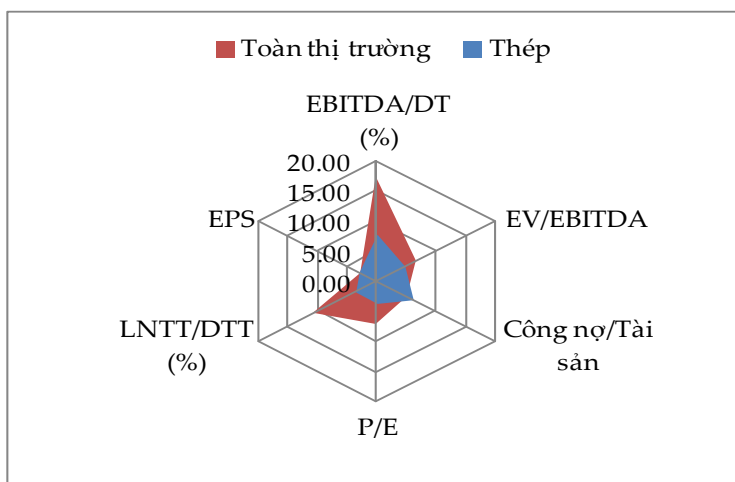 Toàn thị trường Thép
EBITDA/DT
(%)
20.00
15.00
10.00
5.00
0.00
EPS
EV/EBITDA
LNTT/DTT
(%)
Công nợ/Tài
sản
P/E